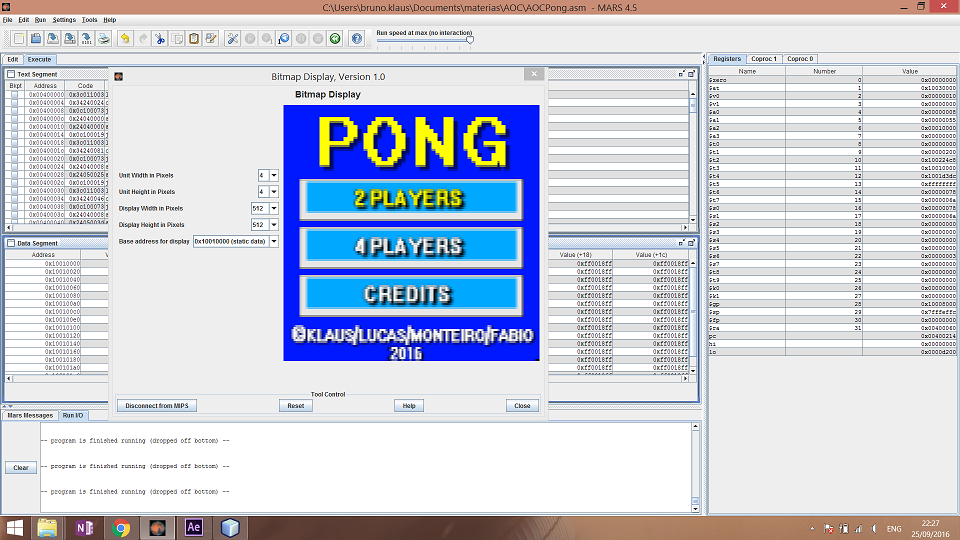 C:\Users\bruno.klaus\Documents\materias\AOC\AOCPong.asm - MARS 4.5
File Edit Run Settings Tools Help
Run speed at max (no interaction)
Edit Execute
Text Segment
Bkpt Address Code
0x00400000 0x3c011003
0x00400004 0x34240024
0x00400008 0x0c100073
0x0040000c 0x24040000
0x00400010 0x24040000
0x00400014 0x0c100019
0x00400018 0x3c011003
0x0040001c 0x34240000
0x00400020 0x0c100073
0x00400024 0x24040008
0x00400028 0x24050025
0x0040002c 0x0c100019
0x00400030 0x3c011003
0x00400034 0x34240046
0x00400038 0x0c100073
0x0040003c 0x24040008
Data Segment
Address
0x10010000
0x10010020
0x10010040
0x10010060
0x10010080
0x100100a0
0x100100c0
0x100100e0
0x10010100
0x10010120
0x10010140
0x10010160
0x10010180
0x100101a0
Value (+18) Value (+1c)
0xff0018ff 0xff0018ff
0xff0018ff 0xff0018ff
0xff0018ff 0xff0018ff
0xff0018ff 0xff0018ff
0xff0018ff 0xff0018ff
0xff0018ff 0xff0018ff
0xff0018ff 0xff0018ff
0xff0018ff 0xff0018ff
0xff0018ff 0xff0018ff
0xff0018ff 0xff0018ff
0xff0018ff 0xff0018ff
0xff0018ff 0xff0018ff
0xff0018ff 0xff0018ff
0xff0018ff 0xff0018ff
Bitmap Display, Version 1.0
Bitmap Display
Unit Width in Pixels 4
Unit Height in Pixels 4
Display Width in Pixels 512
Display Height in Pixels 512
Base address for display 0x10010000 (static data)
PONG
2 PLAYERS
4 PLAYERS
CREDITS
©KLAUS/LUCAS/MONTEIRO/FABIO
2016
Tool Control
Disconnect from MIPS Reset Help Close
Mars Messages Run I/O
Clear
-- program is finished running (dropped off bottom) --
-- program is finished running (dropped off bottom) --
-- program is finished running (dropped off bottom) --
Registers Coproc 1 Coproc 0
Name Number Value
$zero 0 0x00000000
$at 1 0x10030000
$v0 2 0x00000010
$v1 3 0x00000000
$a0 4 0x00000008
$a1 5 0x00000055
$a2 6 0x00010000
$a3 7 0x00000000
$t0 8 0x00000000
$t1 9 0x00000200
$t2 10 0x100224c8
$t3 11 0x10010000
$t4 12 0x1001d3dc
$t5 13 0xffffffff
$t6 14 0x00000078
$t7 15 0x0000006a
$s0 16 0x00000078
$s1 17 0x0000006a
$s2 18 0x00000000
$s3 19 0x00000000
$s4 20 0x00000000
$s5 21 0x00000000
$s6 22 0x00000003
$s7 23 0x00000000
$t8 24 0x00000000
$t9 25 0x00000000
$k0 26 0x00000000
$k1 27 0x00000000
$gp 28 0x10008000
$sp 29 0x7fffeffc
$fp 30 0x00000000
$ra 31 0x00400060
pc 0x00400214
hi 0x00000000
lo 0x0000d200
Ae
ENG
22:27
25/09/2016